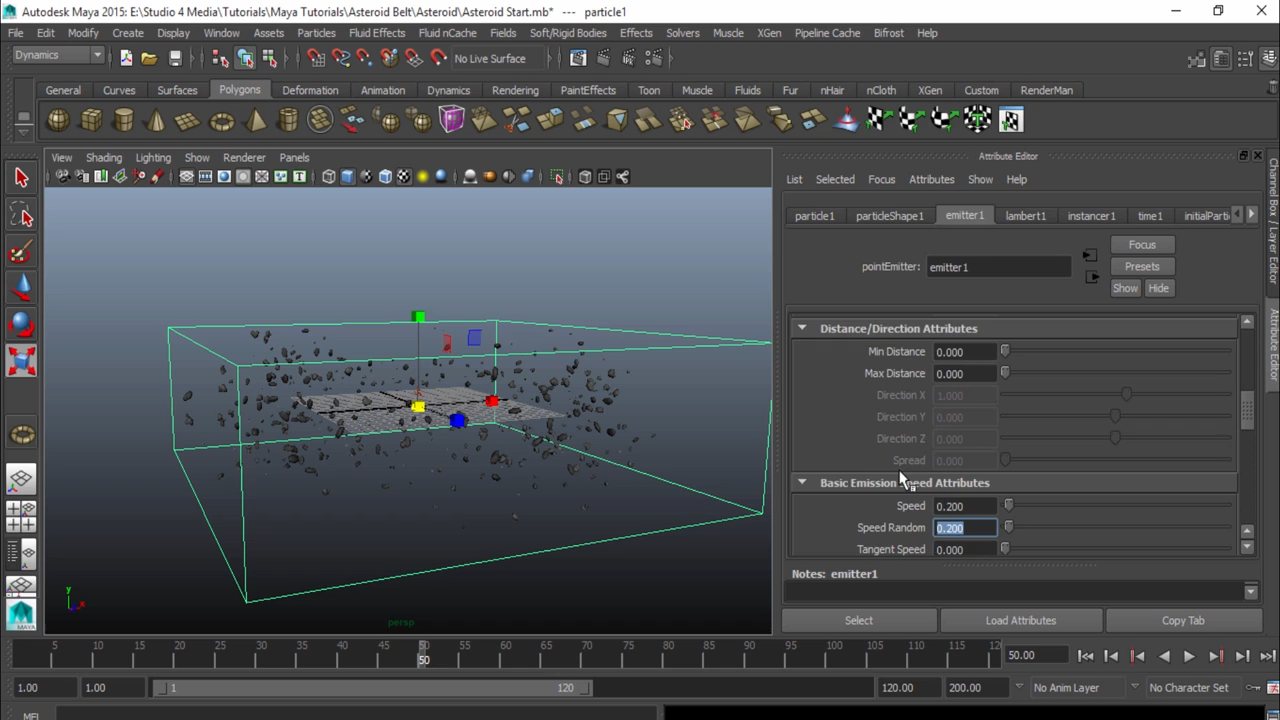 Autodesk Maya 2015: E:\Studio 4 Media\Tutorials\Maya Tutorials\Asteroid Belt\Asteroid\Asteroid Start.mb* --- particle1
File Edit Modify Create Display Window Assets Particles Fluid Effects Fluid nCache Fields Soft/Rigid Bodies Effects Solvers Muscle XGen Pipeline Cache Bifrost Help
Dynamics No Live Surface
General Curves Surfaces Polygons Deformation Animation Dynamics Rendering PaintEffects Toon Muscle Fluids Fur nHair nCloth XGen Custom RenderMan
View Shading Lighting Show Renderer Panels
Attribute Editor
List Selected Focus Attributes Show Help
particle1 particleShape1 emitter1 lambert1 instancer1 time1 initialParti
Focus
pointEmitter: emitter1
Presets
Show Hide
Distance/Direction Attributes
Min Distance 0.000
Max Distance 0.000
Direction X 1.000
Direction Y 0.000
Direction Z 0.000
Spread 0.000
Basic Emission Speed Attributes
Speed 0.200
Speed Random 0.200
Tangent Speed 0.000
Notes: emitter1
Select Load Attributes Copy Tab
Channel Box / Layer Editor
Attribute Editor
y
x
persp
5 10 15 20 25 30 35 40 45 50 55 60 65 70 75 80 85 90 95 100 105 110 115 12
50
50.00
1.00 1.00 1 120 120.00 200.00 No Anim Layer No Character Set
MEL